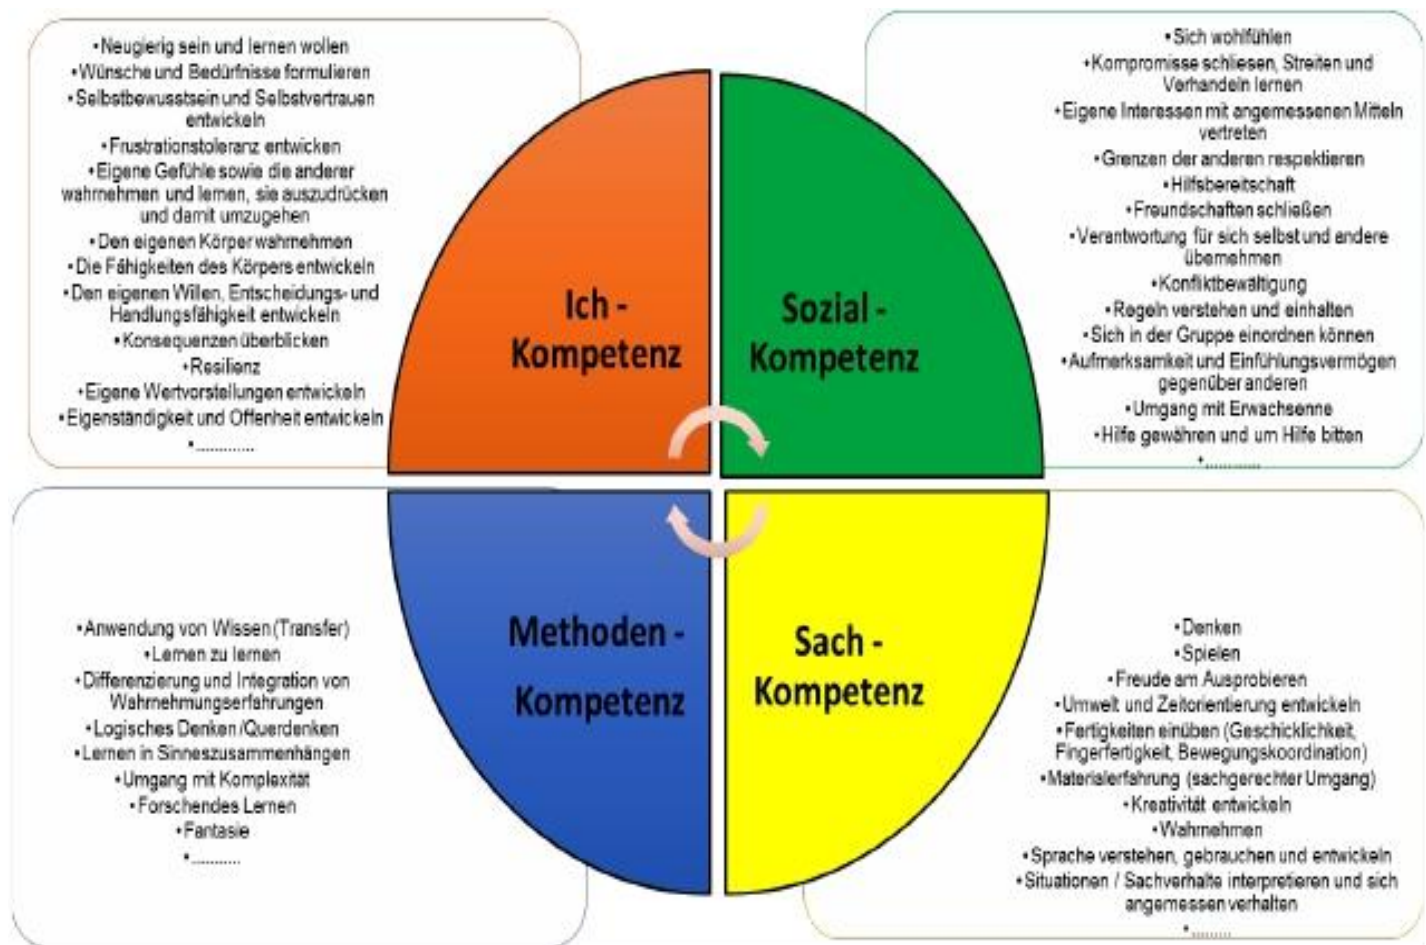 •Neugierig sein und lernen wollen
•Wünsche und Bedürfnisse formulieren
•Selbstbewusstsein und Selbstvertrauen
entwickeln
•Frustrationstoleranz entwicken
•Eigene Gefühle sowie die anderer
wahrnehmen und lernen, sie auszudrücken
und damit umzugehen
•Den eigenen Körper wahrnehmen
•Die Fähigkeiten des Körpers entwickeln
•Den eigenen Willen, Entscheidungs- und
Handlungsfähigkeit entwickeln
•Konsequenzen überblicken
•Resilienz
•Eigene Wertvorstellungen entwickeln
•Eigenständigkeit und Offenheit entwickeln
•.............
Ich -
Kompetenz
Sozial -
Kompetenz
•Sich wohlfühlen
•Kompromisse schliesen, Streiten und
Verhandeln lernen
•Eigene Interessen mit angemessenen Mitteln
vertreten
•Grenzen der anderen respektieren
•Hilfsbereitschaft
•Freundschaften schließen
•Verantwortung für sich selbst und andere
übernehmen
•Konfliktbewältigung
•Regeln verstehen und einhalten
•Sich in der Gruppe einordnen können
•Aufmerksamkeit und Einfühlungsvermögen
gegenüber anderen
•Umgang mit Erwachsenne
•Hilfe gewähren und um Hilfe bitten
•............
•Anwendung von Wissen (Transfer)
•Lernen zu lernen
•Differenzierung und Integration von
Wahrnehmungserfahrungen
•Logisches Denken /Querdenken
•Lernen in Sinneszusammenhängen
•Umgang mit Komplexität
•Forschendes Lernen
•Fantasie
•...........
Methoden -
Kompetenz
Sach -
Kompetenz
•Denken
•Spielen
•Freude am Ausprobieren
•Umwelt und Zeitorientierung entwickeln
•Fertigkeiten einüben (Geschicklichkeit,
Fingerfertigkeit, Bewegungskoordination)
•Materialerfahrung (sachgerechter Umgang)
•Kreativität entwickeln
•Wahrnehmen
•Sprache verstehen, gebrauchen und entwickeln
•Situationen / Sachverhalte interpretieren und sich
angemessen verhalten
•.........